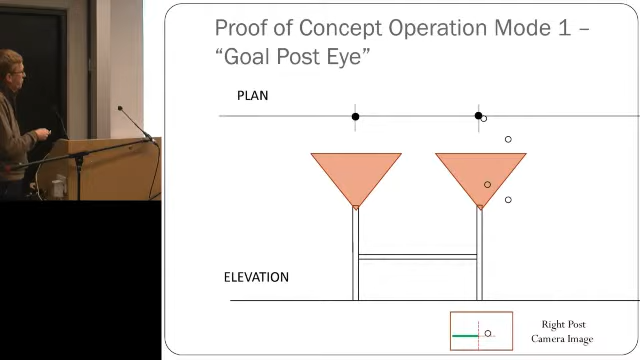 Proof of Concept Operation Mode 1 –
“Goal Post Eye”
PLAN
ELEVATION
Right Post
Camera Image